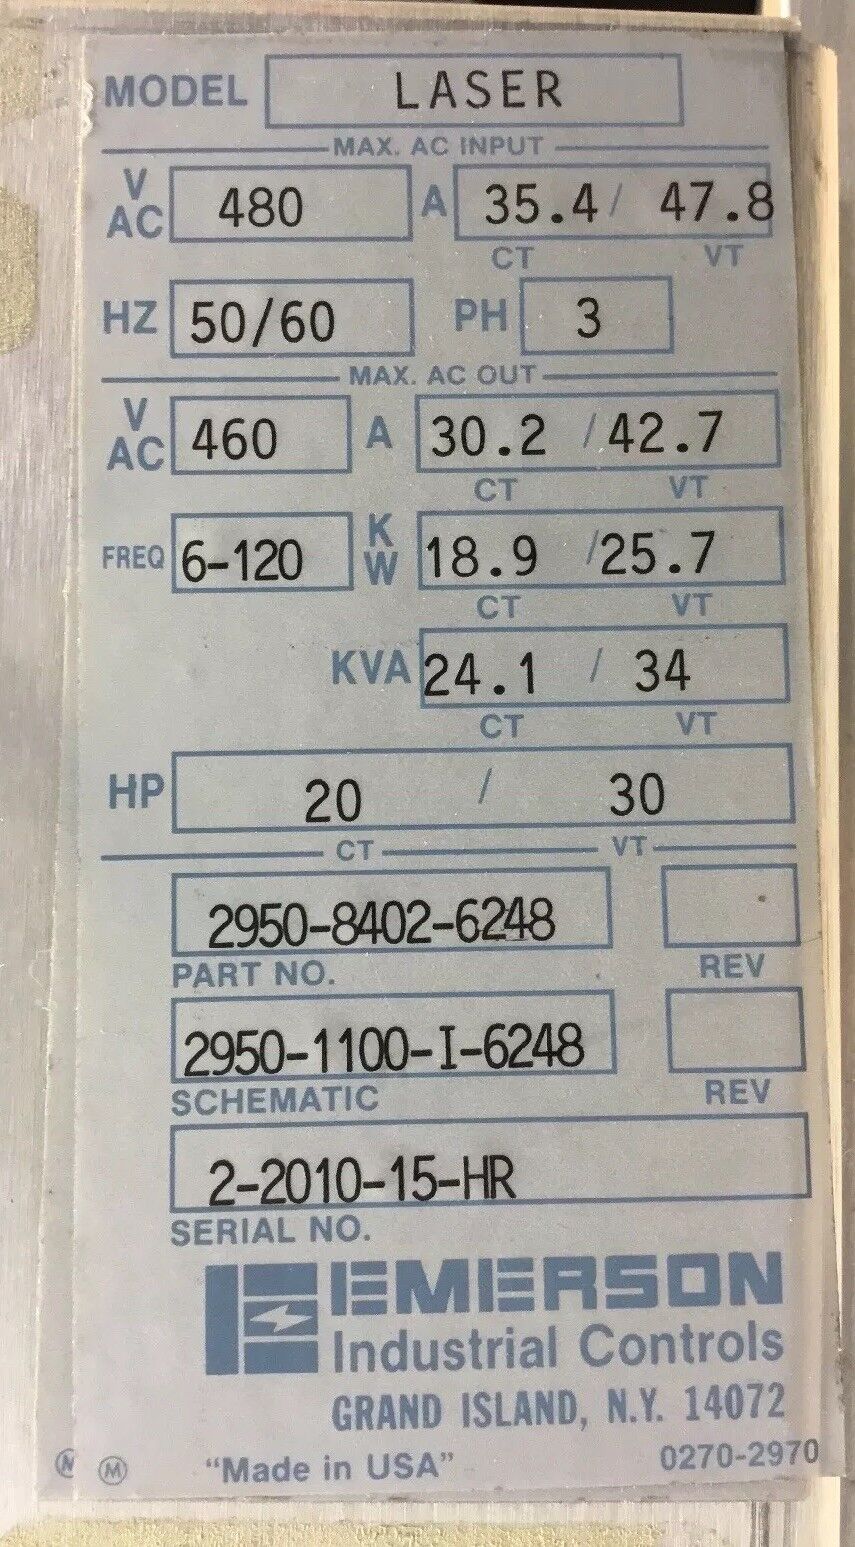 MODEL LASER
MAX. AC INPUT
V AC 480 A 35.4 / 47.8
CT VT
HZ 50/60 PH 3
MAX. AC OUT
V AC 460 A 30.2 / 42.7
CT VT
FREQ 6-120 KW 18.9 / 25.7
CT VT
KVA 24.1 / 34
CT VT
HP 20 / 30
CT VT
2950-8402-6248
PART NO. REV
2950-1100-I-6248
SCHEMATIC REV
2-2010-15-HR
SERIAL NO.
EMERSON
Industrial Controls
GRAND ISLAND, N.Y. 14072
M M "Made in USA" 0270-2970